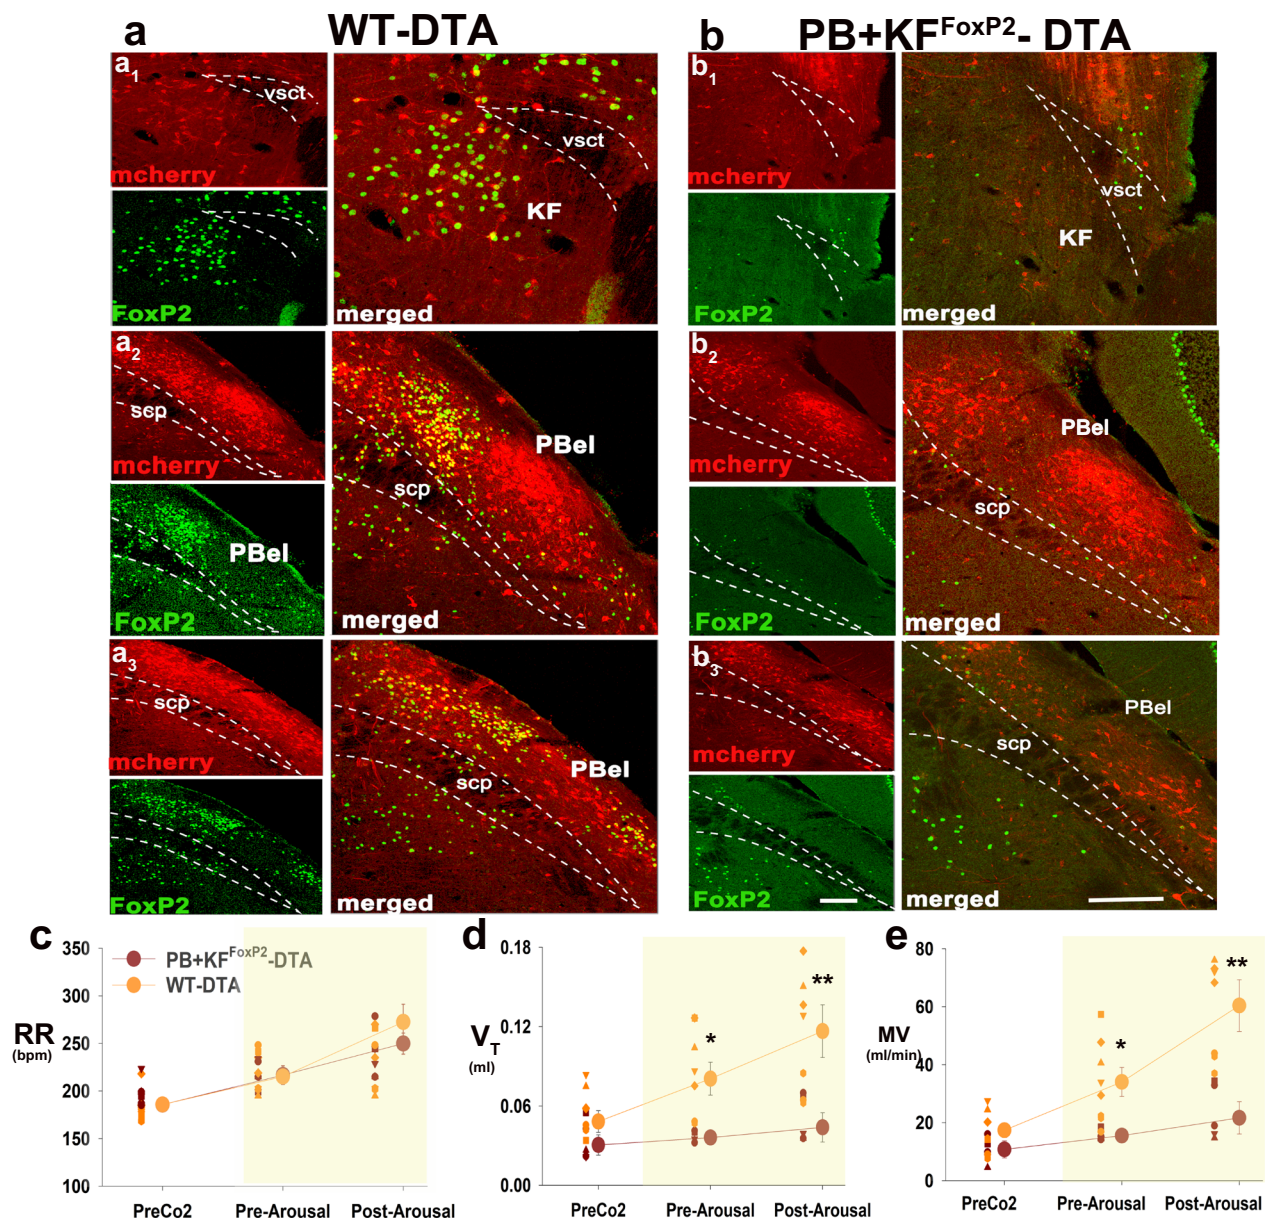 a WT-DTA
b PB+KF^FoxP2- DTA
a1
vsct
mcherry
FoxP2
vsct
KF
merged
b1
vsct
mcherry
FoxP2
vsct
KF
merged
a2
scp
mcherry
PBel
FoxP2
PBel
scp
merged
b2
mcherry
FoxP2
PBel
scp
merged
a3
scp
mcherry
FoxP2
PBel
scp
merged
b3
mcherry
FoxP2
PBel
scp
merged
c
350
300
250
200
150
100
RR
(bpm)
PB+KF^FoxP2-DTA
WT-DTA
PreCo2 Pre-Arousal Post-Arousal
d
0.18
0.12
0.06
0.00
VT
(ml)
*
**
PreCo2 Pre-Arousal Post-Arousal
e
80
60
40
20
0
MV
(ml/min)
*
**
PreCo2 Pre-Arousal Post-Arousal